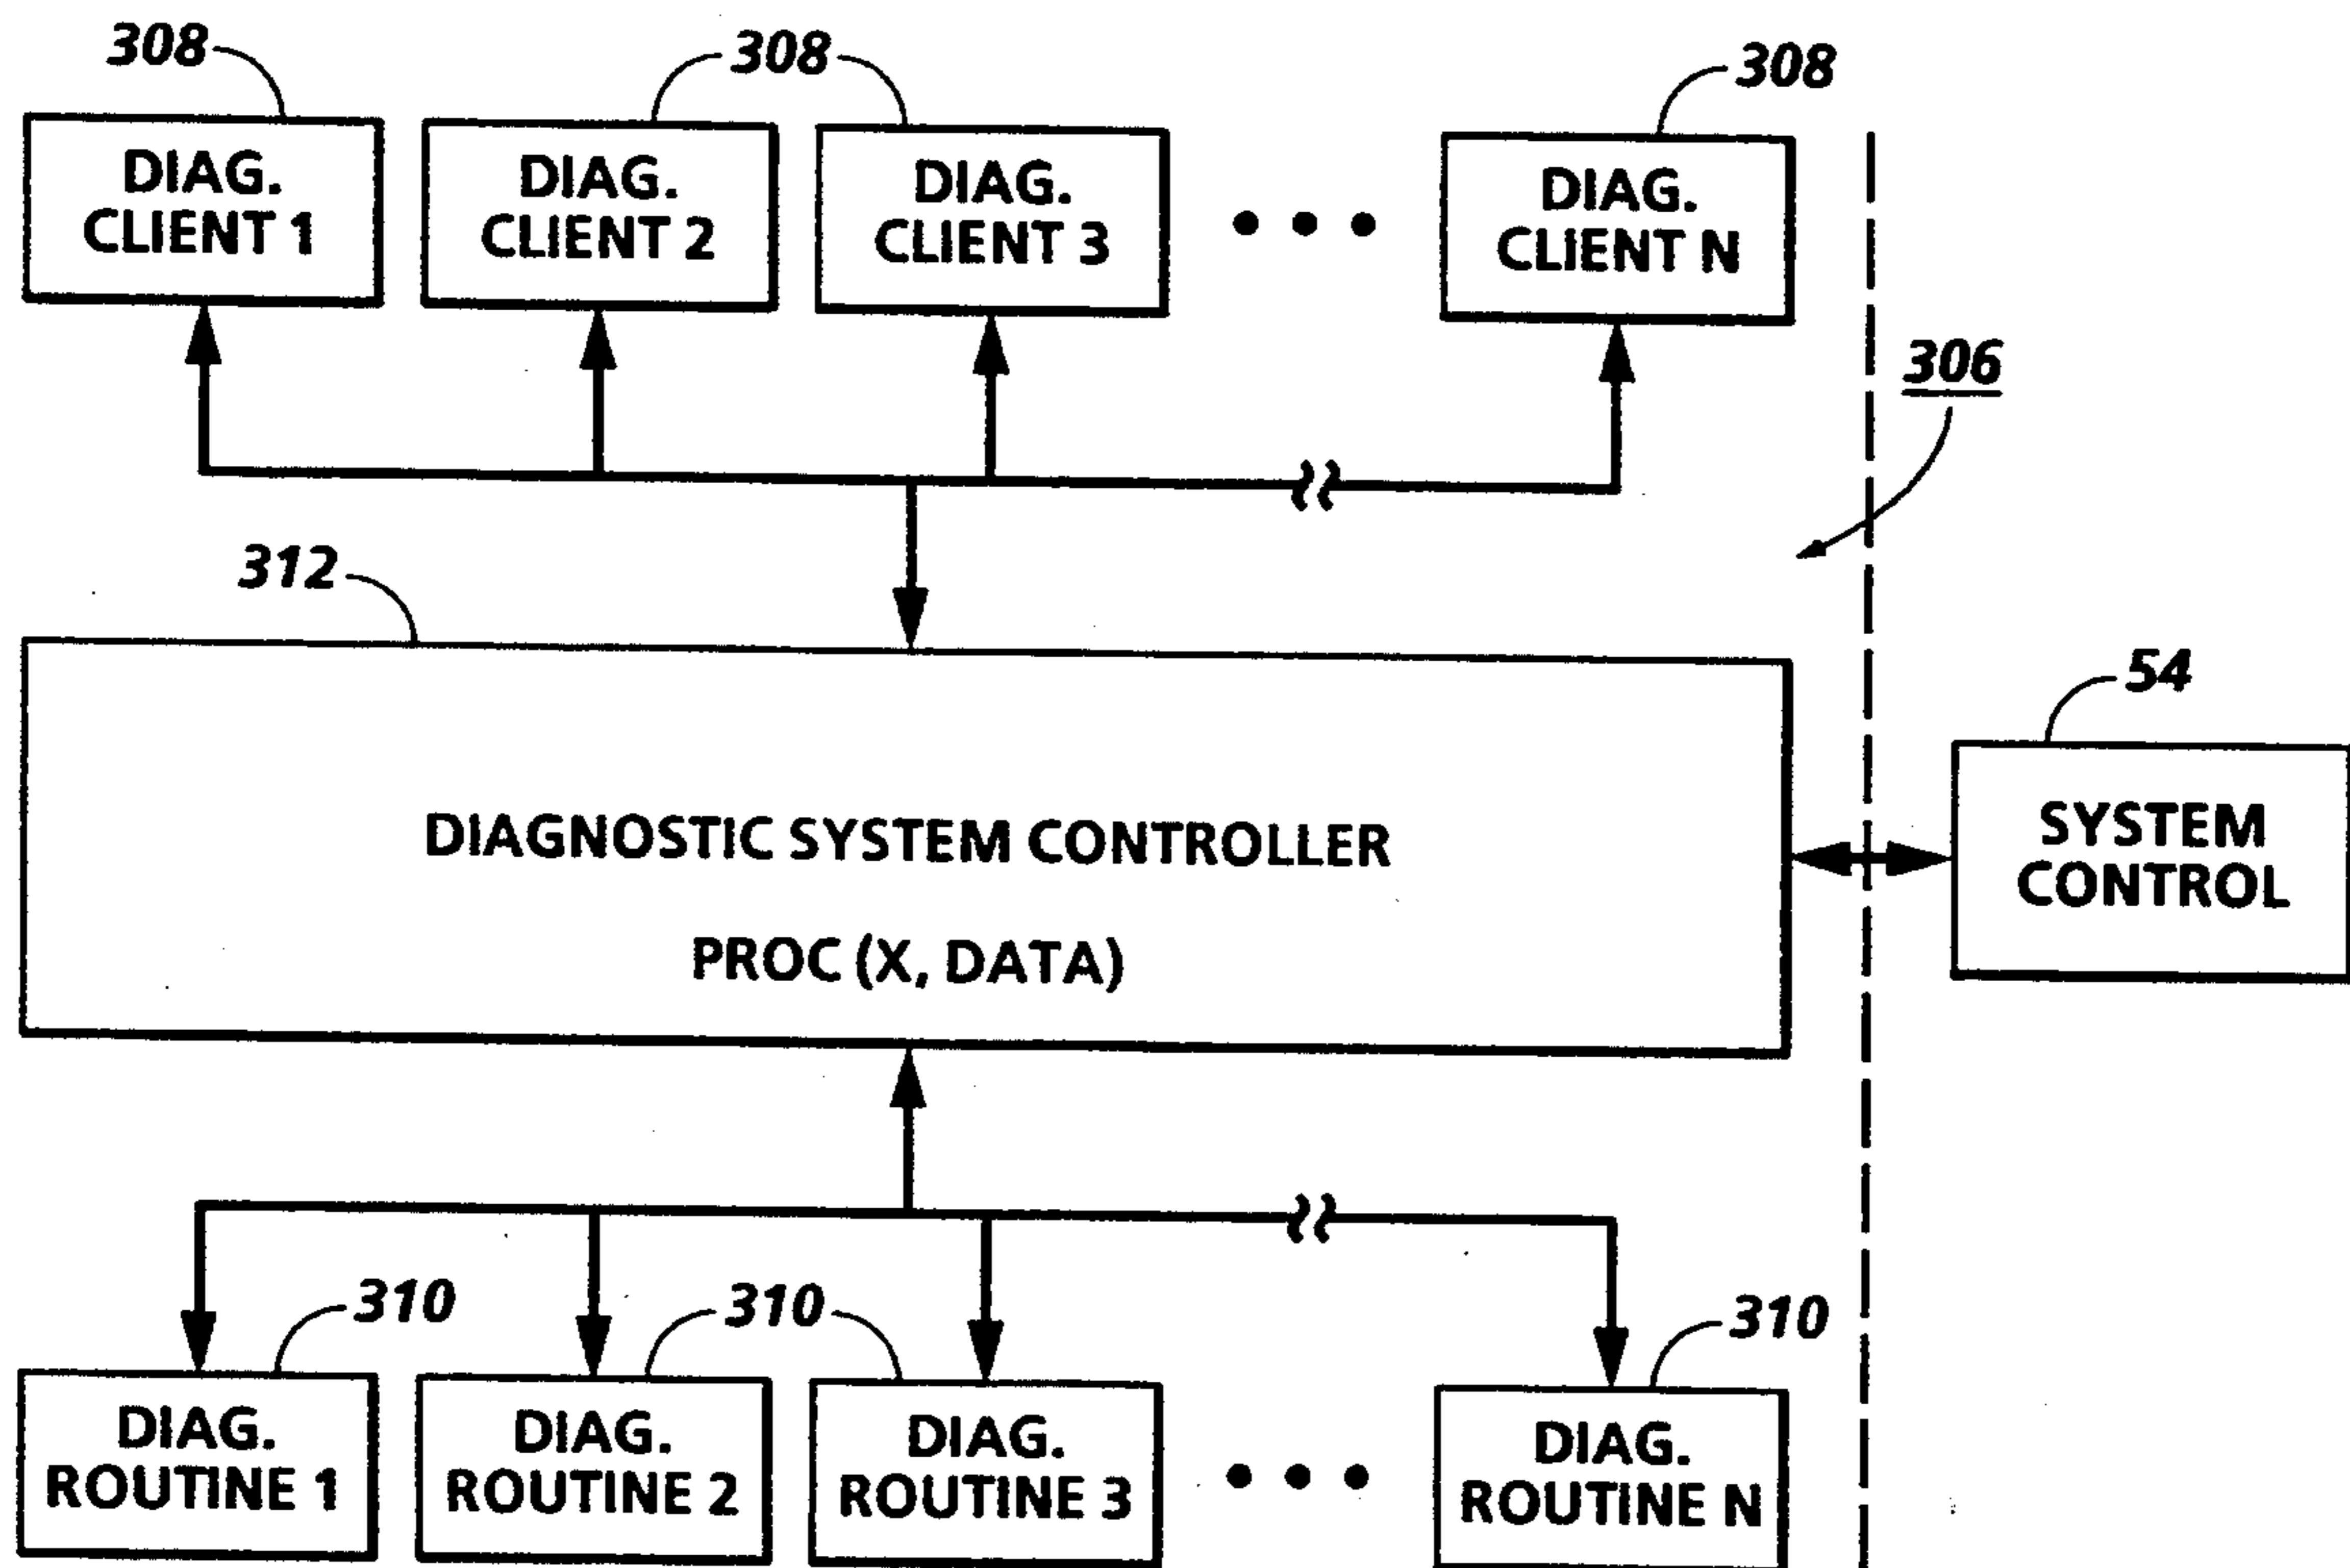 308
308
308
DIAG.
CLIENT 1
DIAG.
CLIENT 2
DIAG.
CLIENT 3
DIAG.
CLIENT N
306
312
54
DIAGNOSTIC SYSTEM CONTROLLER
PROC (X, DATA)
SYSTEM
CONTROL
310
310
310
DIAG.
ROUTINE 1
DIAG.
ROUTINE 2
DIAG.
ROUTINE 3
DIAG.
ROUTINE N